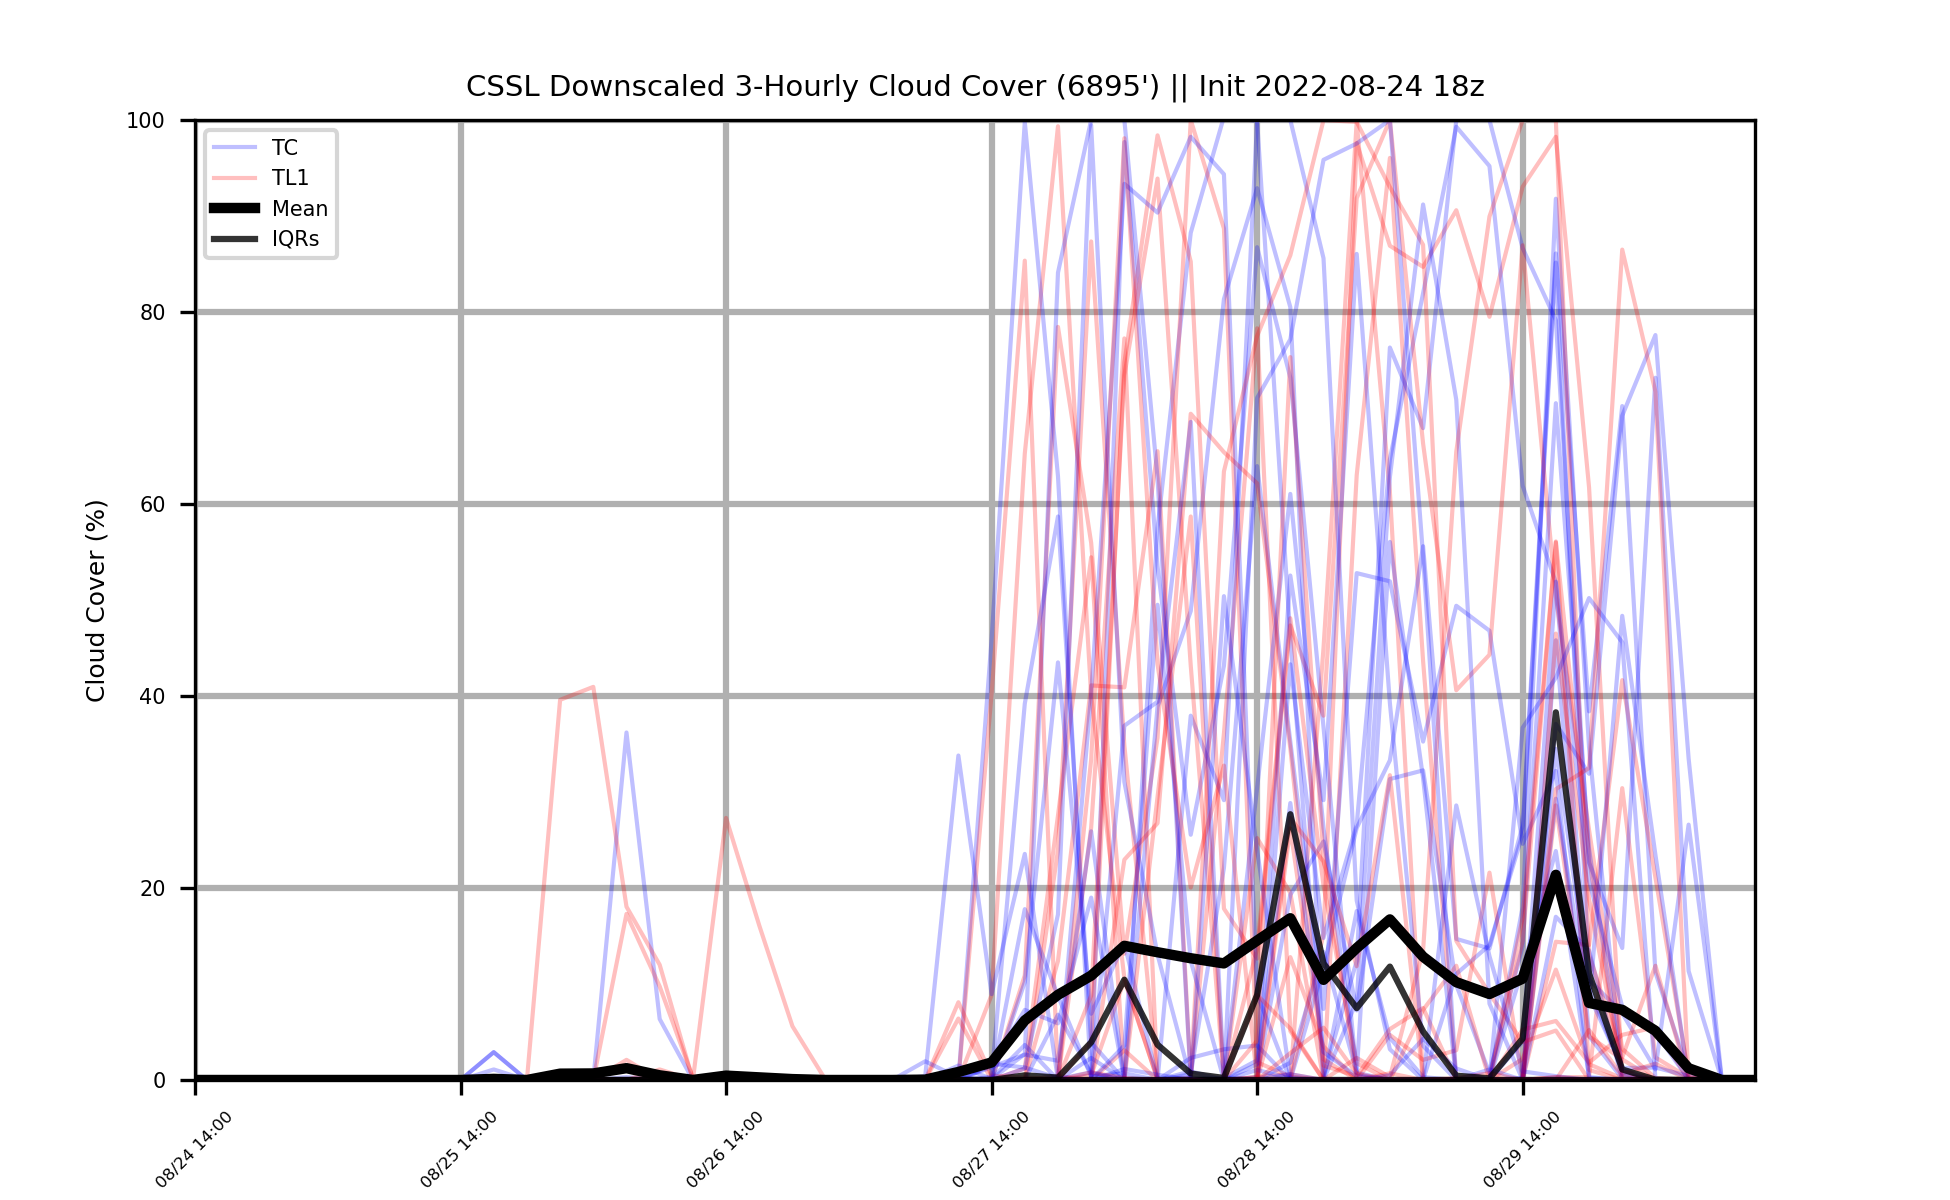 CSSL Downscaled 3-Hourly Cloud Cover (6895') || Init 2022-08-24 18z
TC
TL1
Mean
IQRs
Cloud Cover (%)
100
80
60
40
20
0
08/24 14:00
08/25 14:00
08/26 14:00
08/27 14:00
08/28 14:00
08/29 14:00